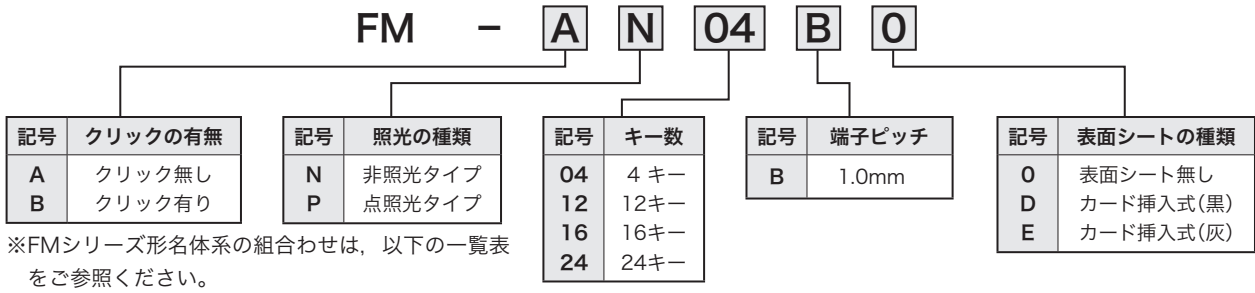 FM - A N 04 B 0
記号 クリックの有無
A クリック無し
B クリック有り
記号 照光の種類
N 非照光タイプ
P 点照光タイプ
記号 キー数
04 4 キー
12 12キー
16 16キー
24 24キー
記号 端子ピッチ
B 1.0mm
記号 表面シートの種類
0 表面シート無し
D カード挿入式(黒)
E カード挿入式(灰)
※FMシリーズ形名体系の組合わせは，以下の一覧表
をご参照ください。